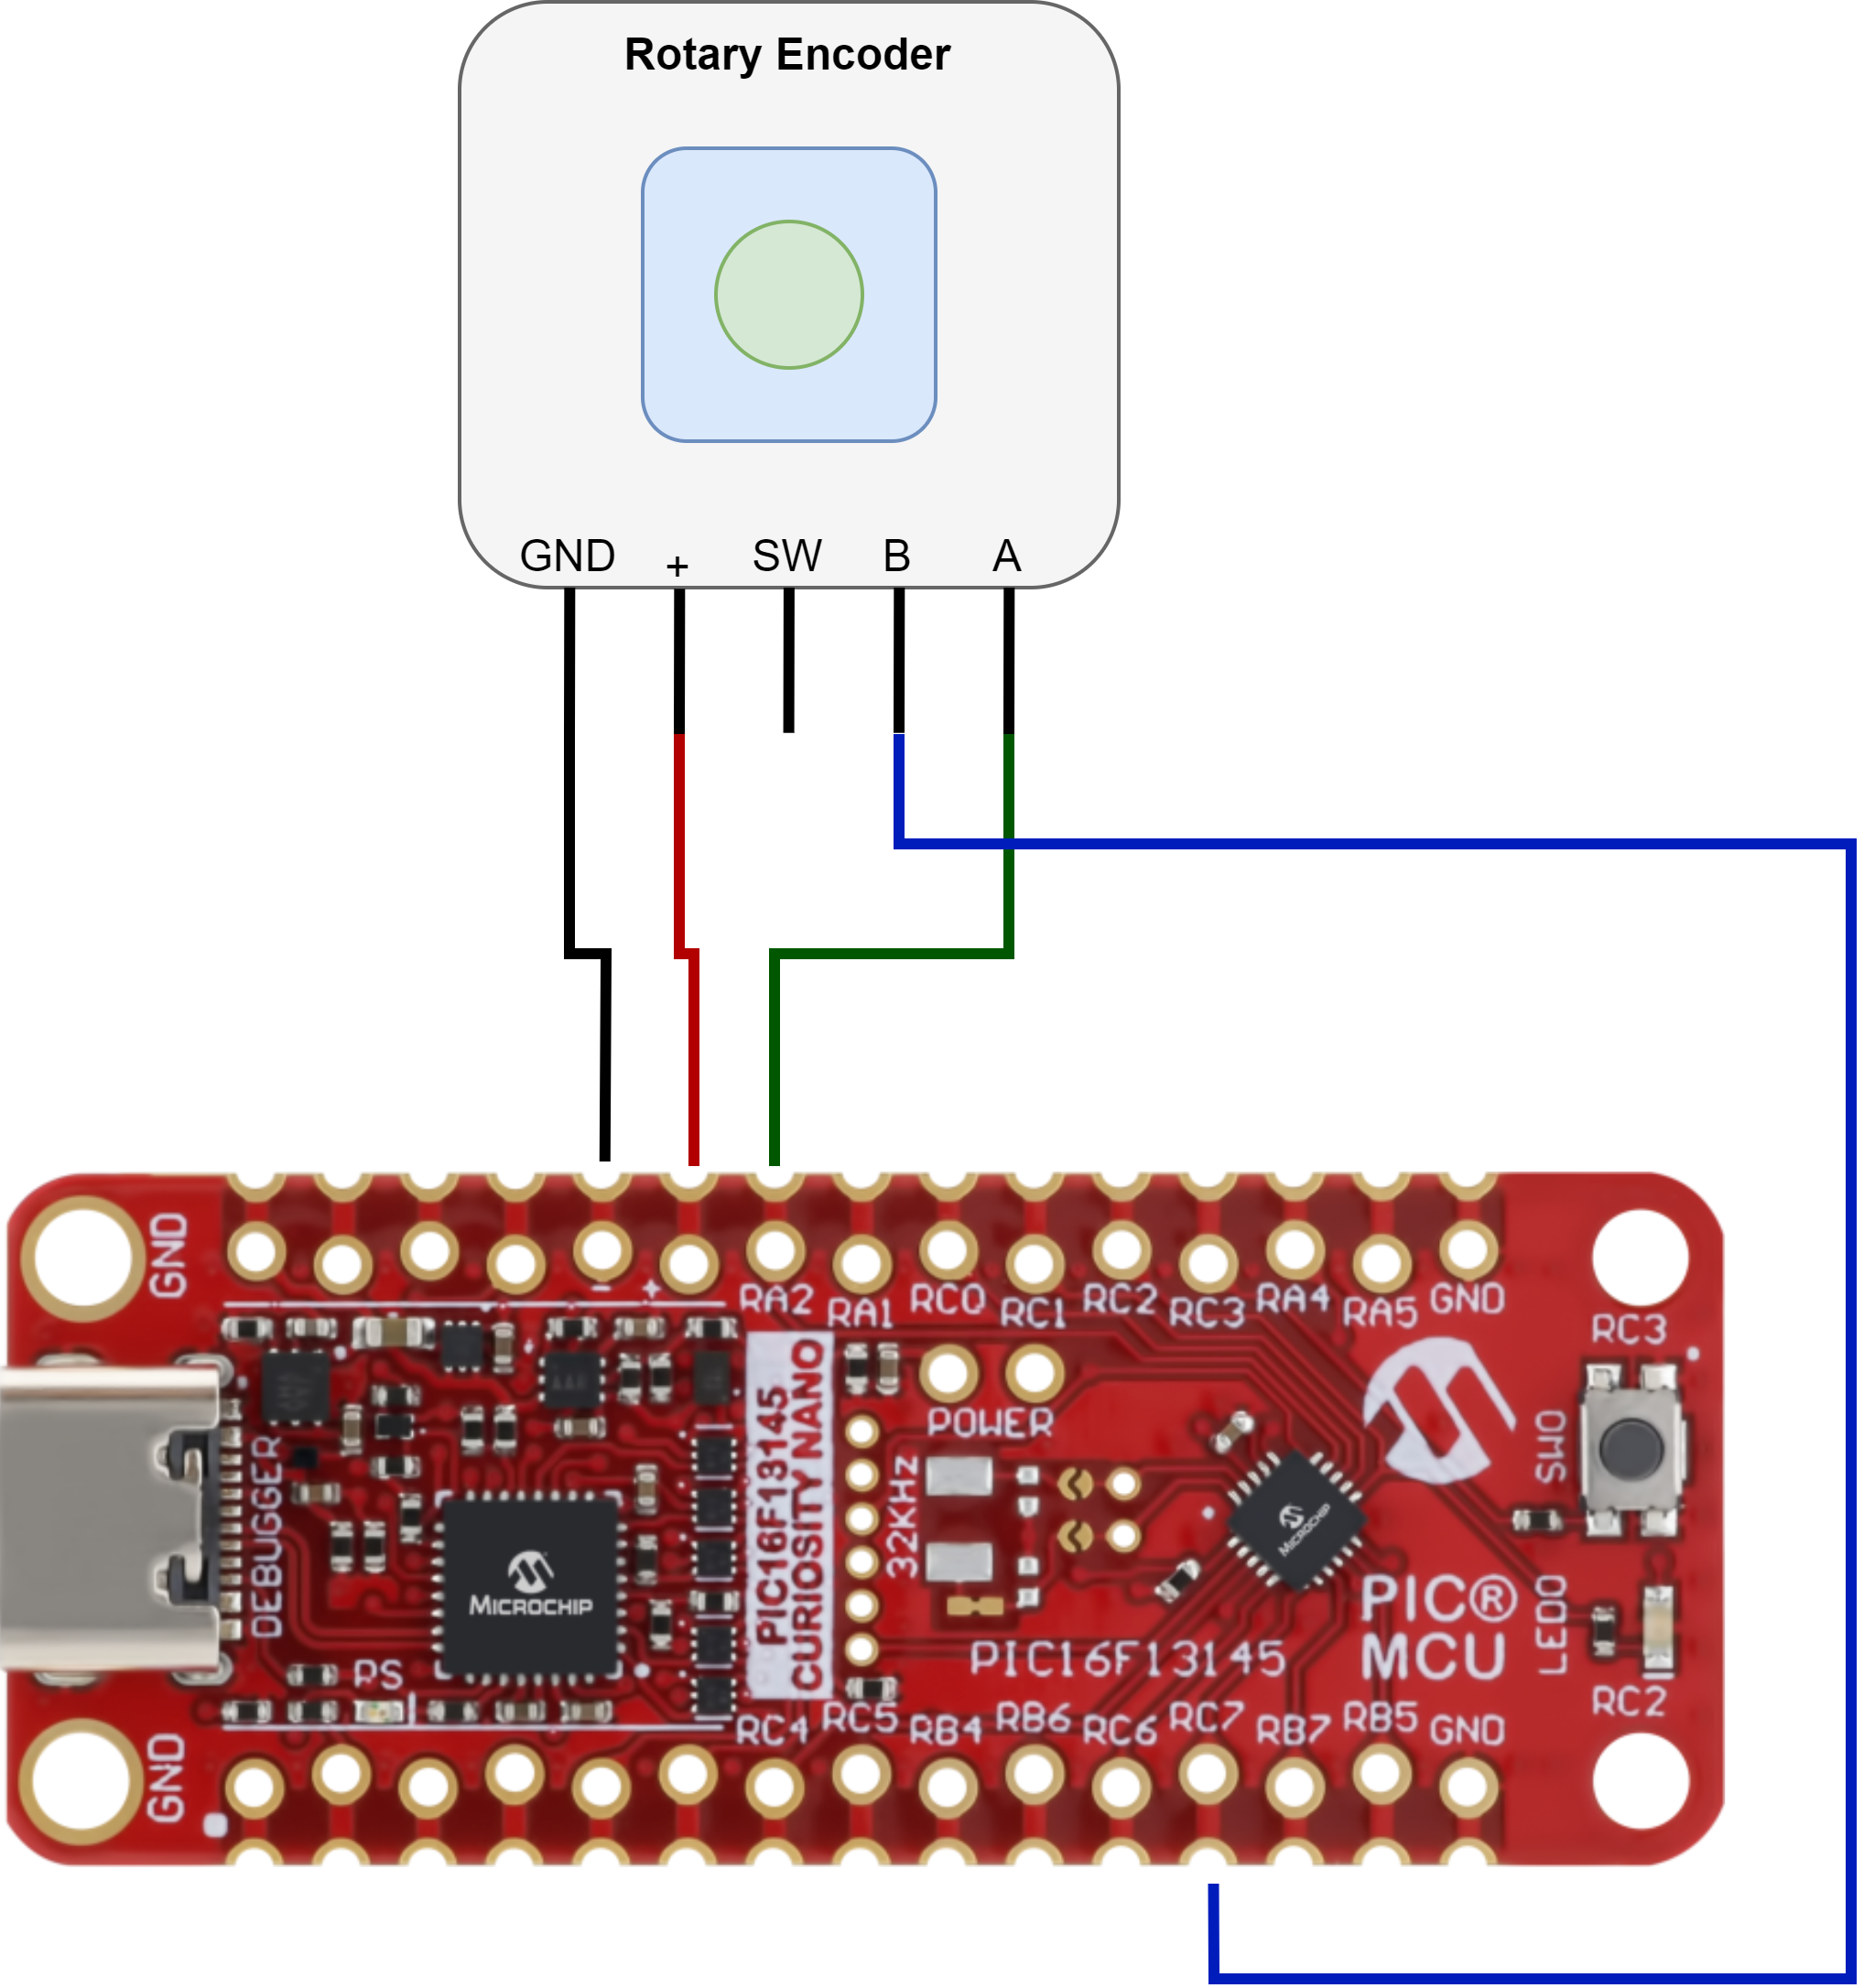 Rotary Encoder
GND + SW B A
GND
- +
RA2 RA1 RC0 RC1 RC2 RC3 RA4 RA5 GND
RC3
POWER
32KHz
SW0
DEBUGGER
PIC16F13145
CURIOSITY NANO
MICROCHIP
MICROCHIP
PIC®
MCU
LED0
PIC16F13145
PS
RC2
RC4 RC5 RB4 RB6 RC6 RC7 RB7 RB5 GND
GND